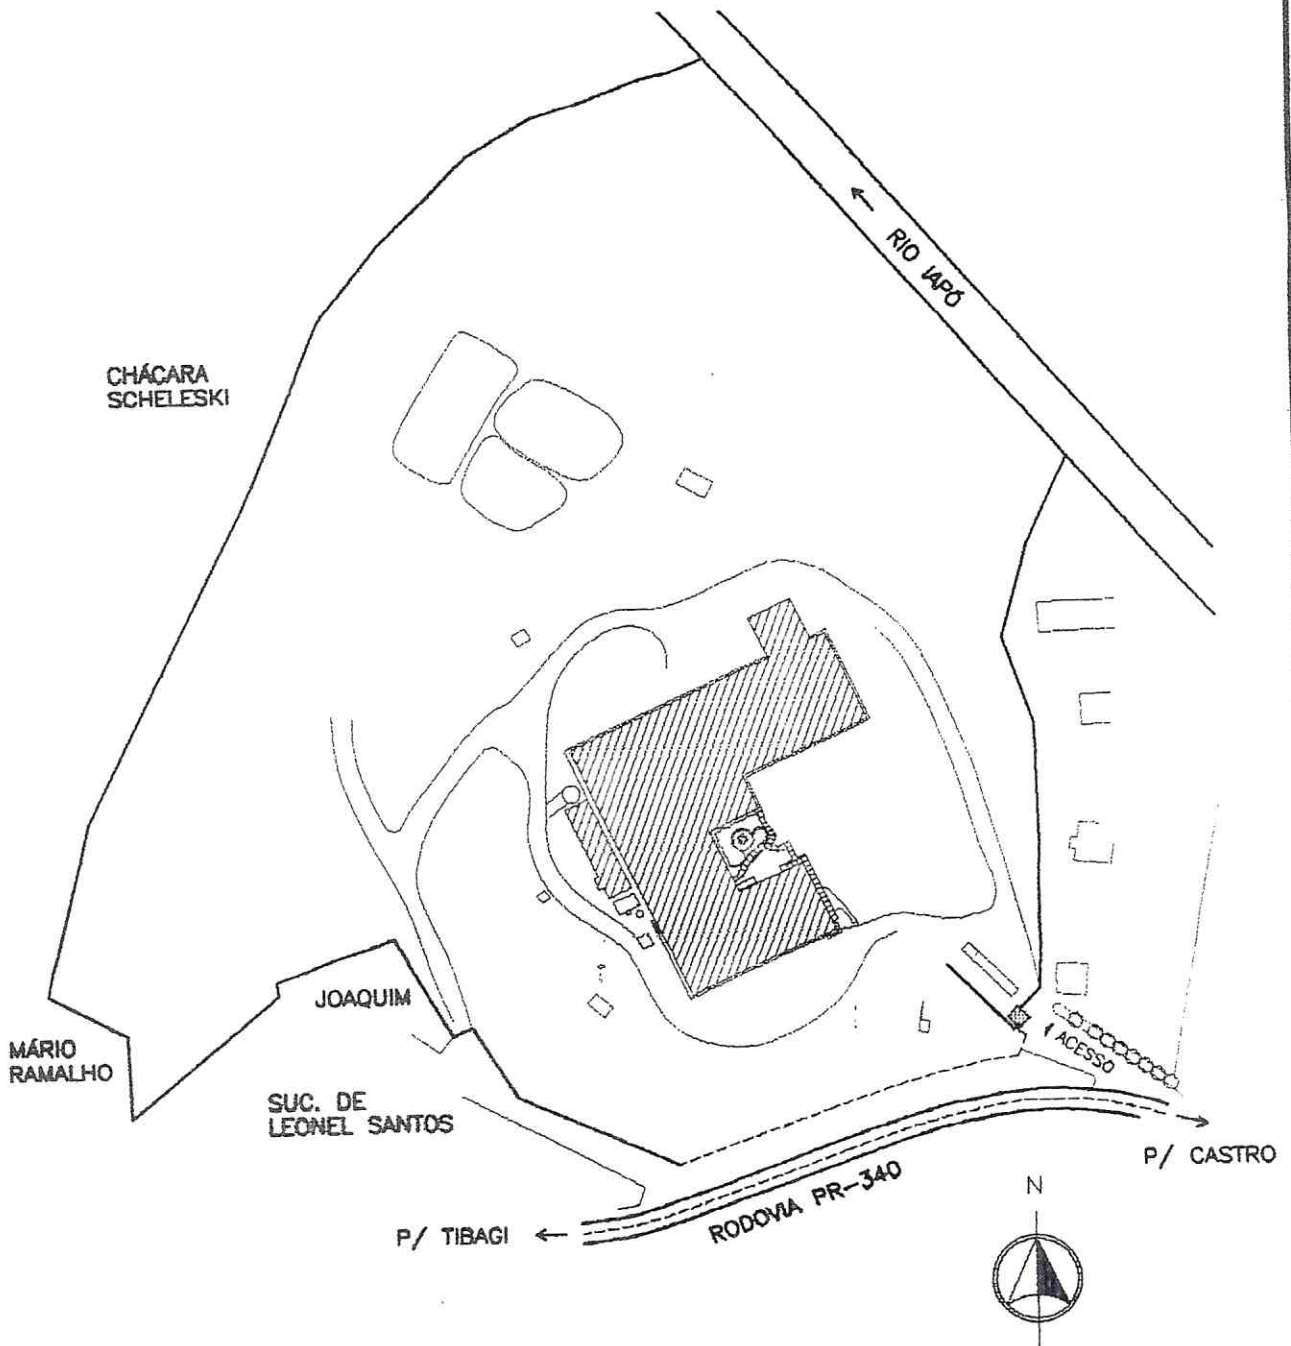 RIO IAPÓ
CHÁCARA
SCHELESKI
JOAQUIM
MÁRIO
RAMALHO
SUC. DE
LEONEL SANTOS
ACESSO
P/ CASTRO
RODOVIA PR-340
P/ TIBAGI
N